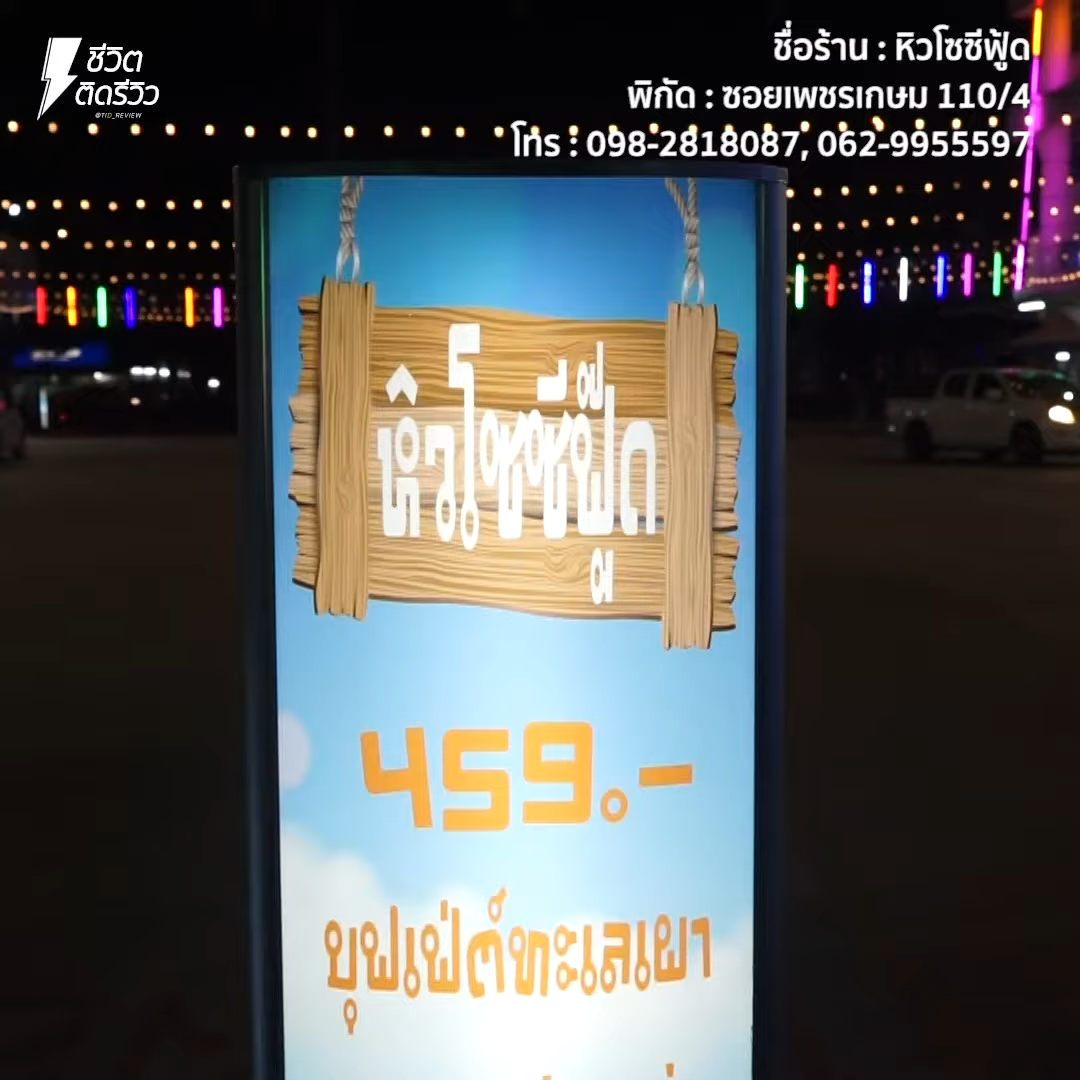 ชีวิต
ติดรีวิว
@TID_REVIEW
ชื่อร้าน : หิวโซซีฟู้ด
พิกัด : ซอยเพชรเกษม 110/4
โทร : 098-2818087, 062-9955597
หิวโซซีฟู้ด
459.-
บุฟเฟ่ต์ทะเลเผา